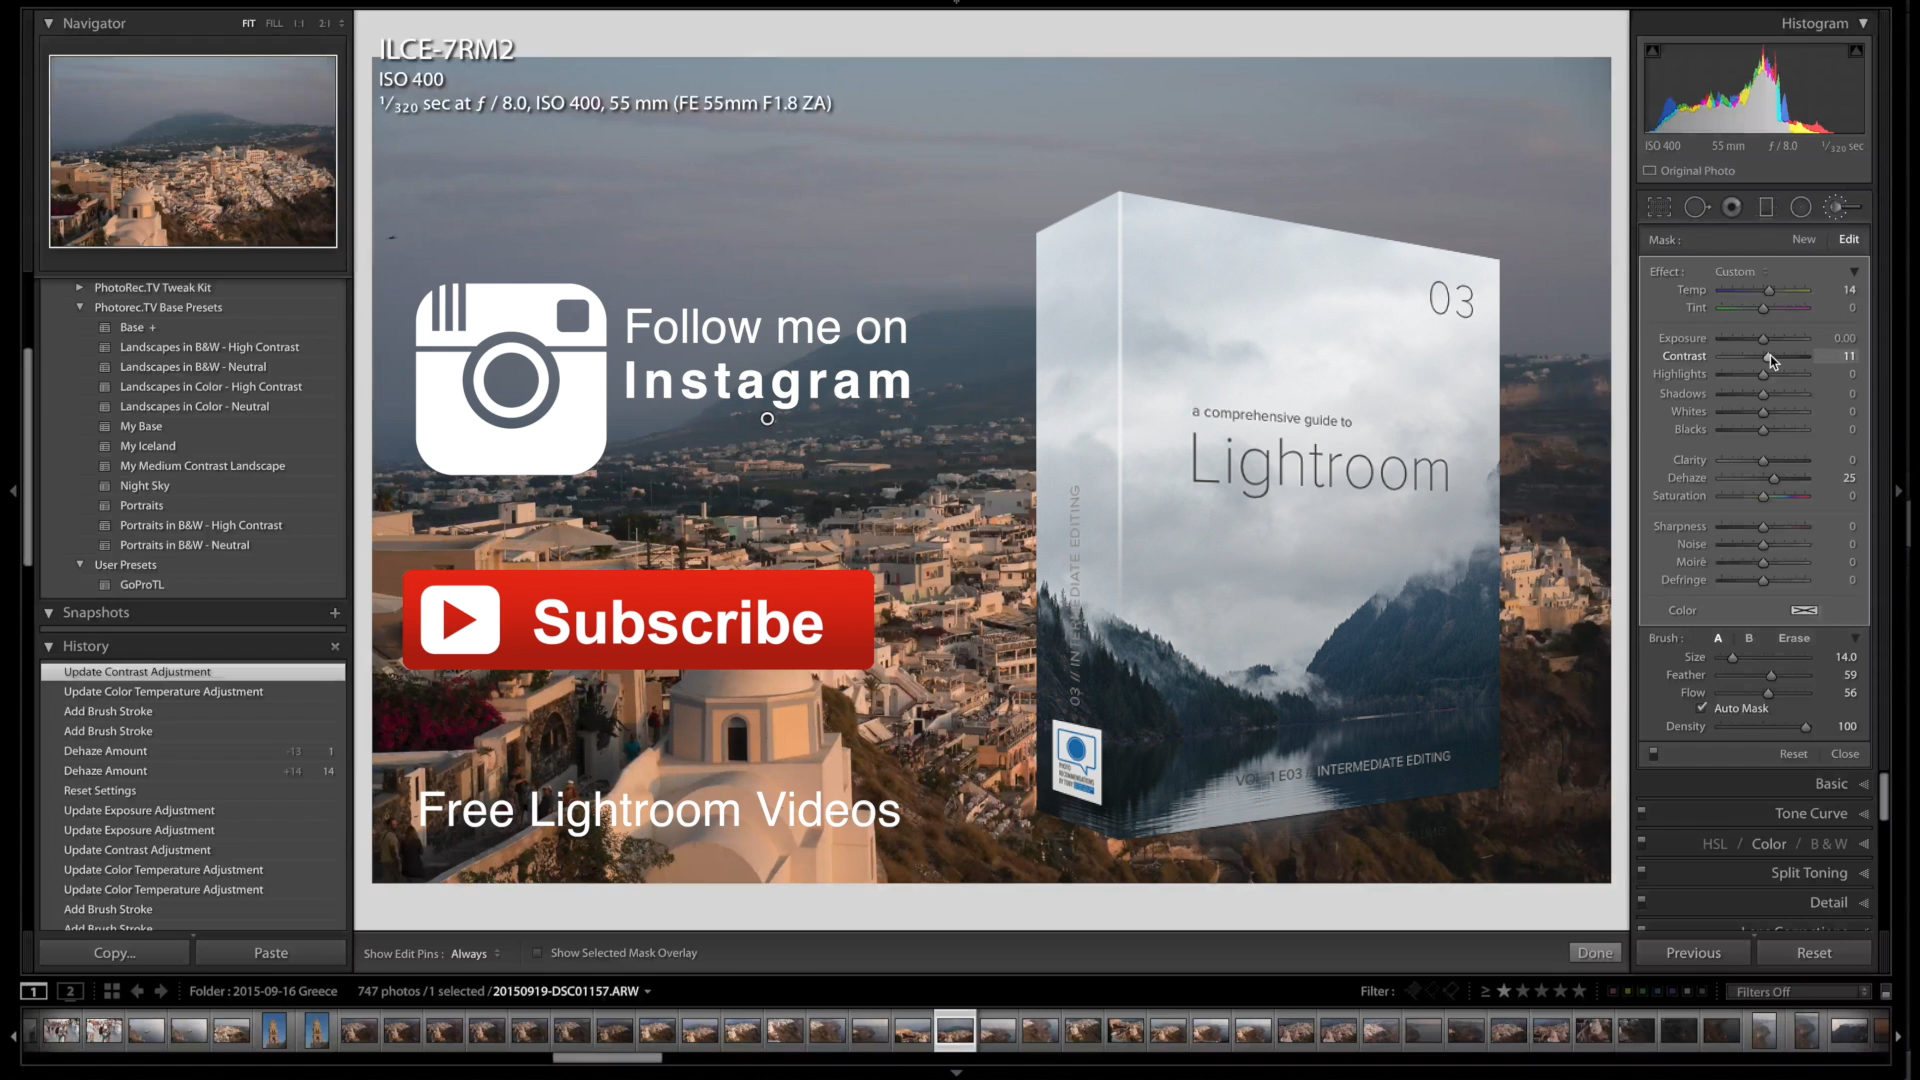 Navigator
FIT FILL 1:1 2:1
PhotoRec.TV Tweak Kit
Photorec.TV Base Presets
Base +
Landscapes in B&W - High Contrast
Landscapes in B&W - Neutral
Landscapes in Color - High Contrast
Landscapes in Color - Neutral
My Base
My Iceland
My Medium Contrast Landscape
Night Sky
Portraits
Portraits in B&W - High Contrast
Portraits in B&W - Neutral
User Presets
GoProTL
Snapshots +
History ×
Update Contrast Adjustment
Update Color Temperature Adjustment
Add Brush Stroke
Add Brush Stroke
Dehaze Amount -13 1
Dehaze Amount +14 14
Reset Settings
Update Exposure Adjustment
Update Exposure Adjustment
Update Contrast Adjustment
Update Color Temperature Adjustment
Update Color Temperature Adjustment
Add Brush Stroke
Add Brush Stroke
Copy... Paste
ILCE-7RM2
ISO 400
1/320 sec at ƒ / 8.0, ISO 400, 55 mm (FE 55mm F1.8 ZA)
Follow me on
Instagram
Subscribe
Free Lightroom Videos
03
a comprehensive guide to
Lightroom
03 // INTERMEDIATE EDITING
VOL. 1 E03 // INTERMEDIATE EDITING
Show Edit Pins : Always Show Selected Mask Overlay Done
Histogram
ISO 400 55 mm ƒ / 8.0 1/320 sec
Original Photo
Mask : New Edit
Effect : Custom
Temp 14
Tint 0
Exposure 0.00
Contrast 11
Highlights 0
Shadows 0
Whites 0
Blacks 0
Clarity 0
Dehaze 25
Saturation 0
Sharpness 0
Noise 0
Moiré 0
Defringe 0
Color
Brush : A B Erase
Size 14.0
Feather 59
Flow 56
Auto Mask
Density 100
Reset Close
Basic
Tone Curve
HSL / Color / B & W
Split Toning
Detail
Previous Reset
1 2 Folder : 2015-09-16 Greece 747 photos /1 selected /20150919-DSC01157.ARW Filter : ≥ ★★★★★ Filters Off